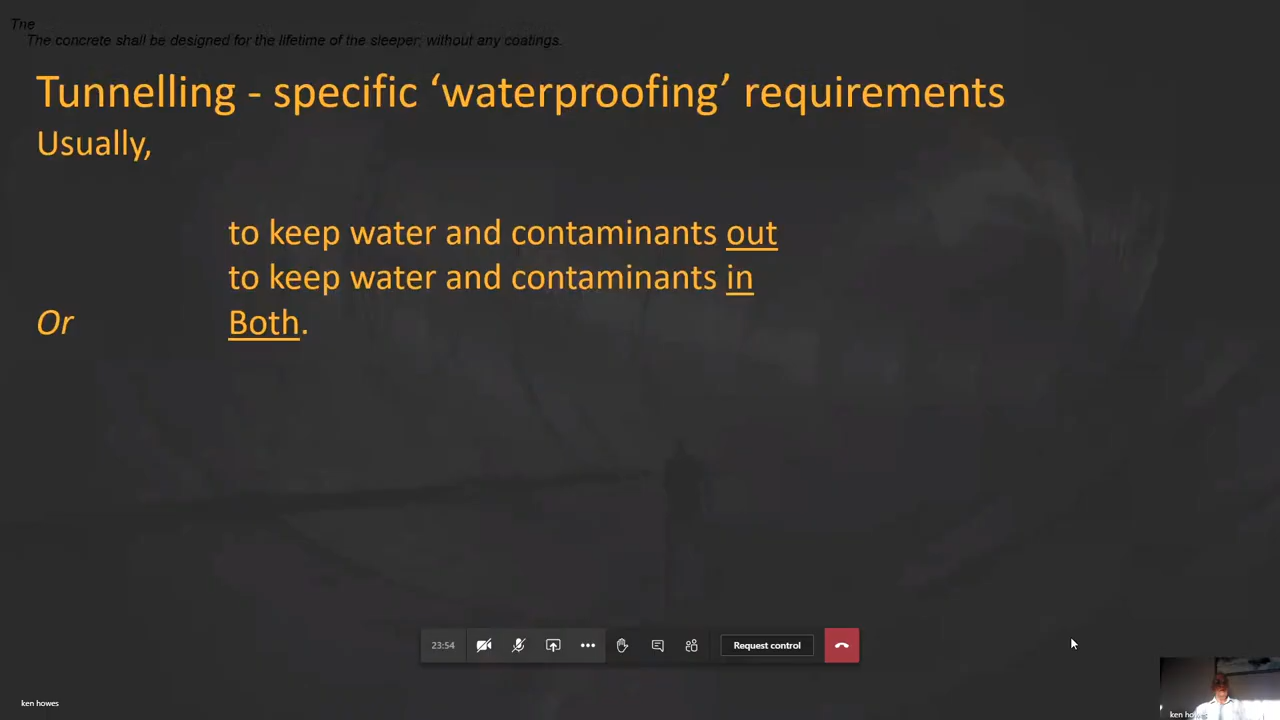 The
The concrete shall be designed for the lifetime of the sleeper; without any coatings.
Tunnelling - specific ‘waterproofing’ requirements
Usually,
to keep water and contaminants out
to keep water and contaminants in
Or Both.
23:54 Request control
ken howes
ken ho